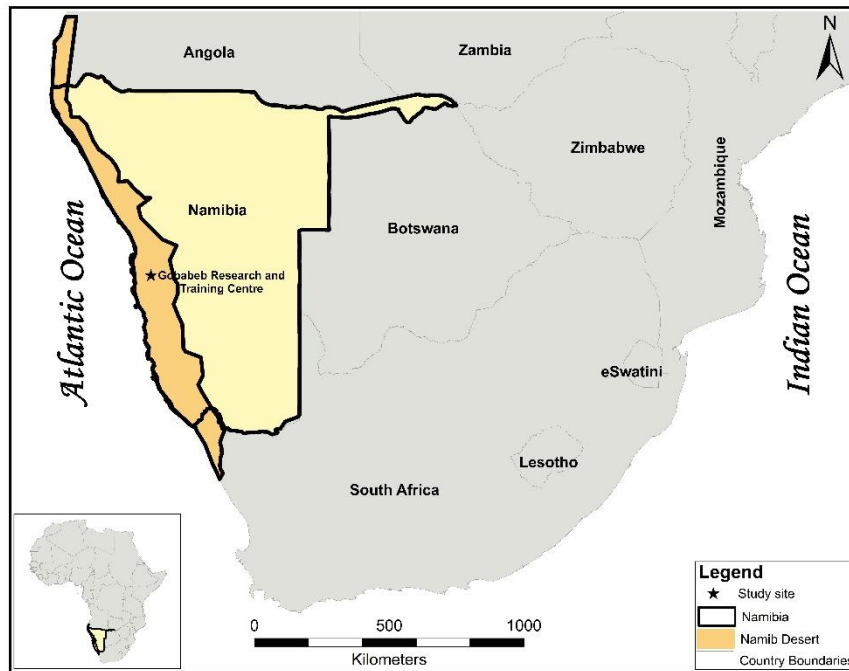 N
Angola
Zambia
Zimbabwe
Mozambique
Namibia
Botswana
Atlantic Ocean
Gobabeb Research and
Training Centre
Indian Ocean
eSwatini
Lesotho
South Africa
Legend
Study site
Namibia
Namib Desert
Country Boundaries
0 500 1000
Kilometers